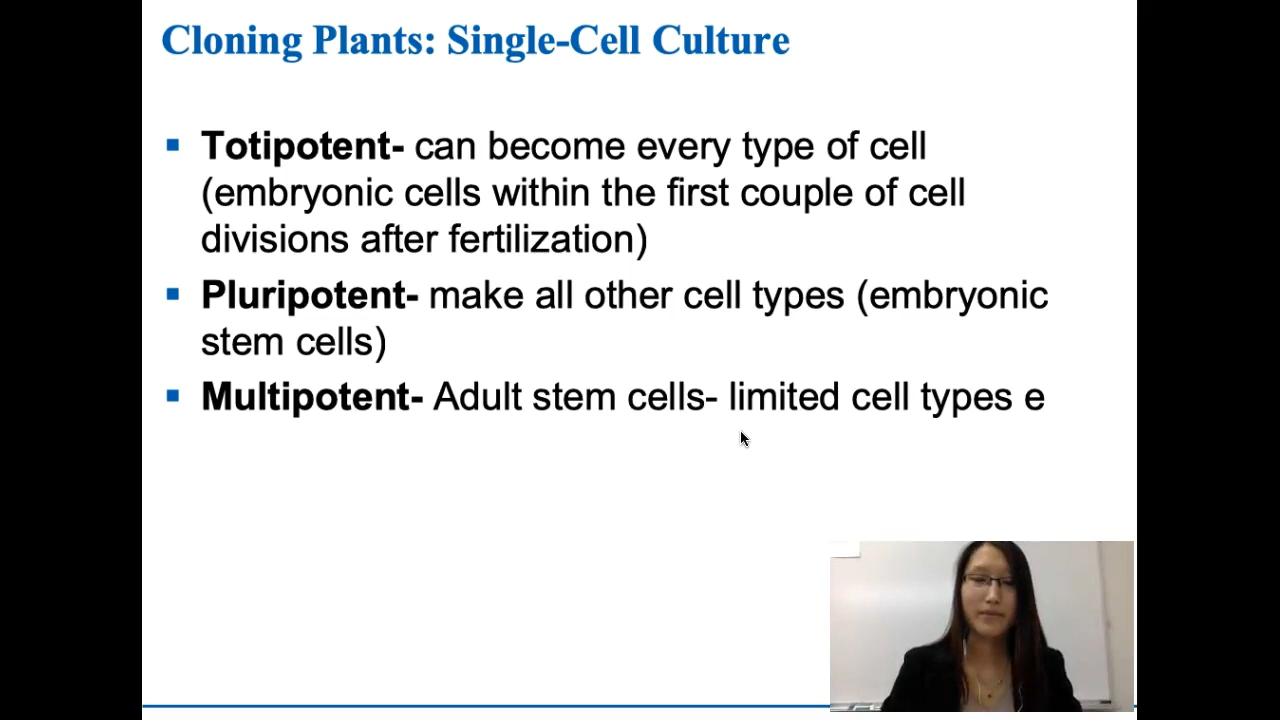 Cloning Plants: Single-Cell Culture
Totipotent- can become every type of cell
(embryonic cells within the first couple of cell
divisions after fertilization)
Pluripotent- make all other cell types (embryonic
stem cells)
Multipotent- Adult stem cells- limited cell types e